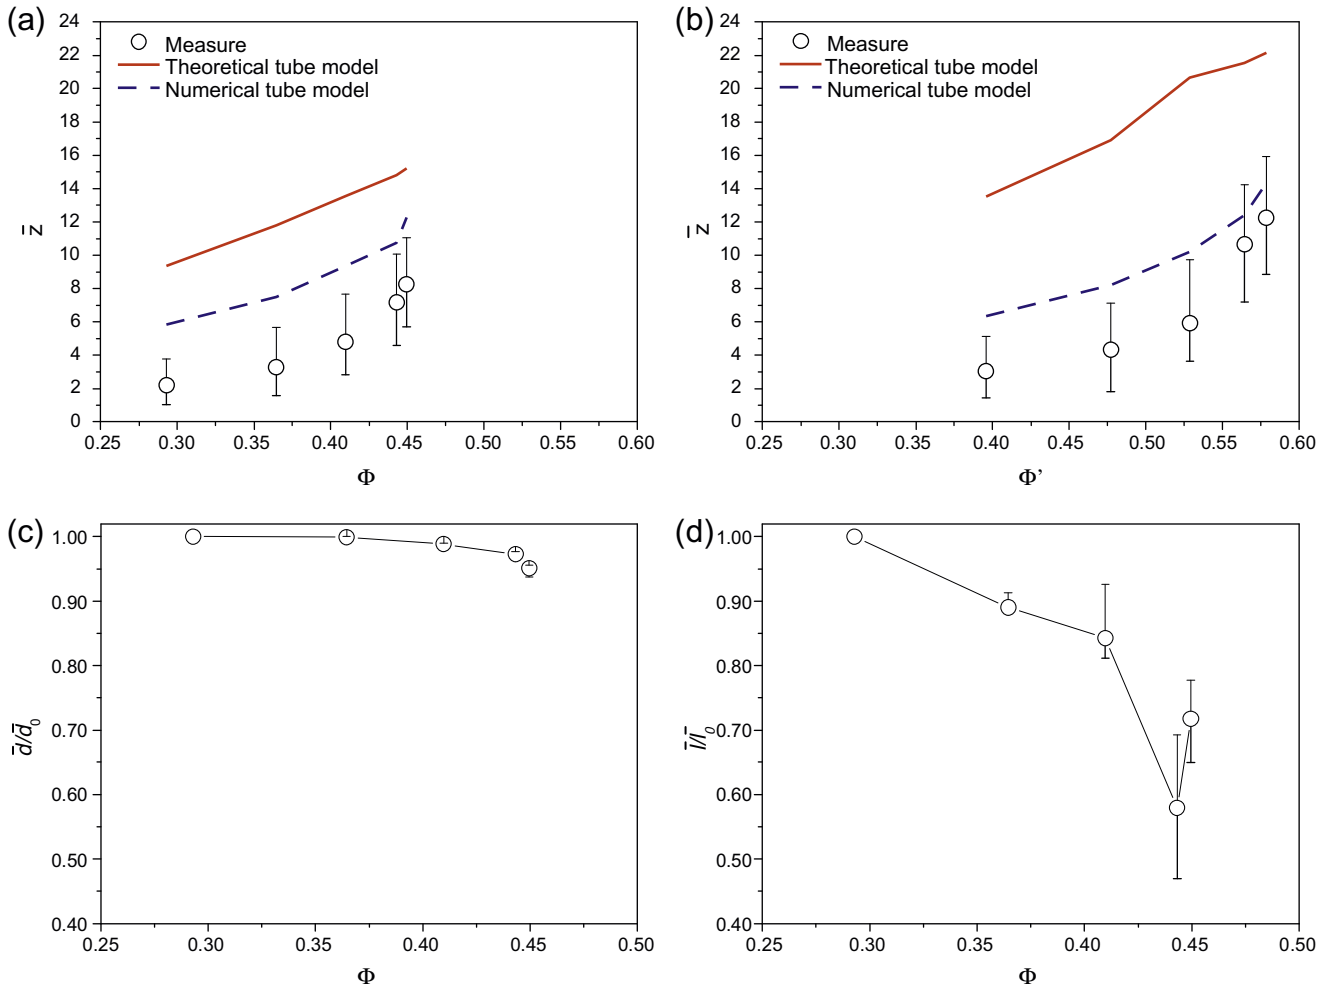 (a)
24
22
20
18
16
14
12
10
8
6
4
2
0
z̄
Measure
Theoretical tube model
Numerical tube model
0.25 0.30 0.35 0.40 0.45 0.50 0.55 0.60
Φ
(b)
24
22
20
18
16
14
12
10
8
6
4
2
0
z̄
Measure
Theoretical tube model
Numerical tube model
0.25 0.30 0.35 0.40 0.45 0.50 0.55 0.60
Φ’
(c)
1.00
0.90
0.80
0.70
0.60
0.50
0.40
d̄/d̄₀
0.25 0.30 0.35 0.40 0.45 0.50
Φ
(d)
1.00
0.90
0.80
0.70
0.60
0.50
0.40
l̄/l̄₀
0.25 0.30 0.35 0.40 0.45 0.50
Φ